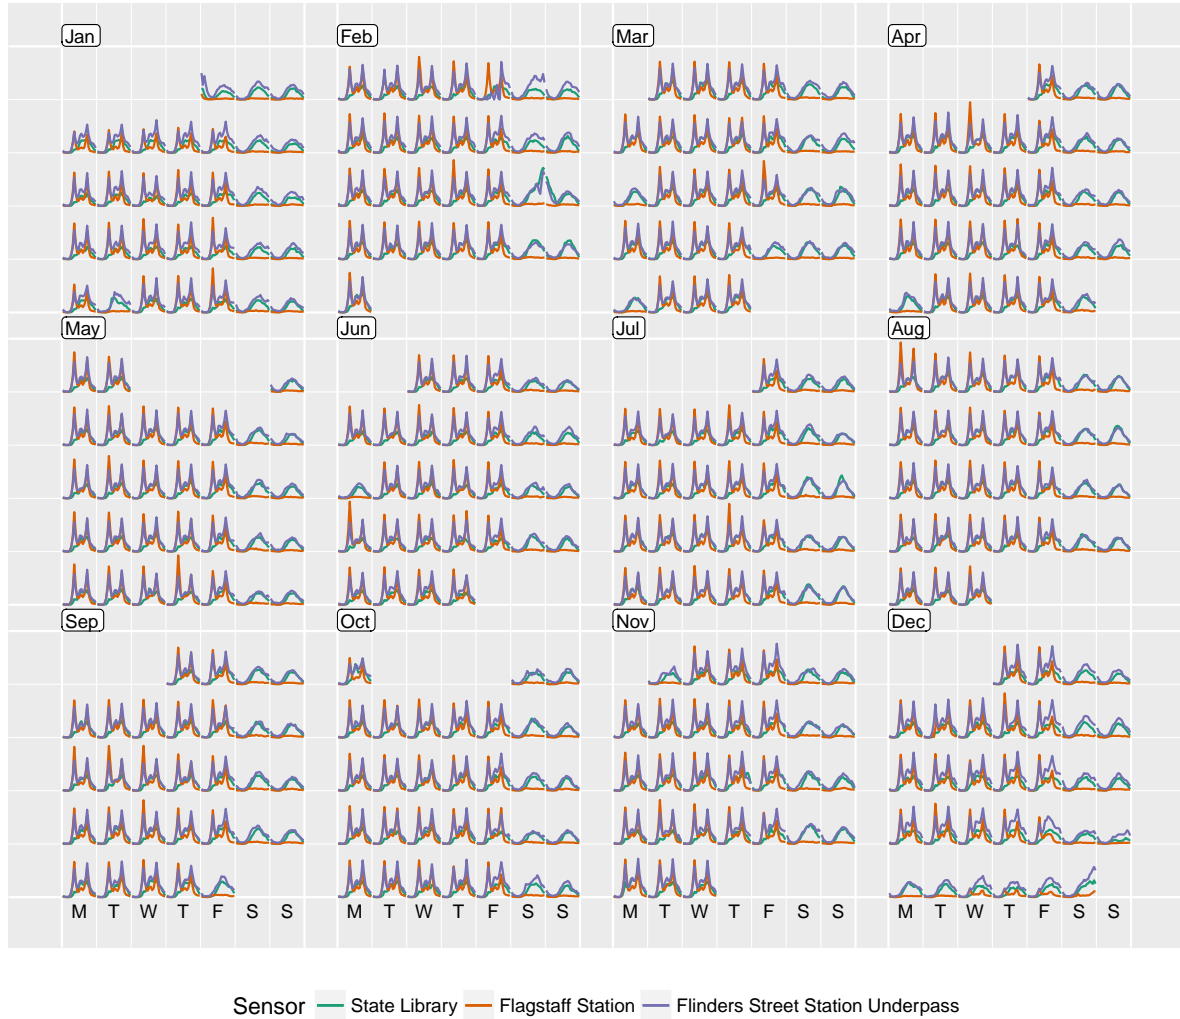 Jan Feb Mar Apr
May Jun Jul Aug
Sep Oct Nov Dec
M T W T F S S M T W T F S S M T W T F S S M T W T F S S
Sensor State Library Flagstaff Station Flinders Street Station Underpass